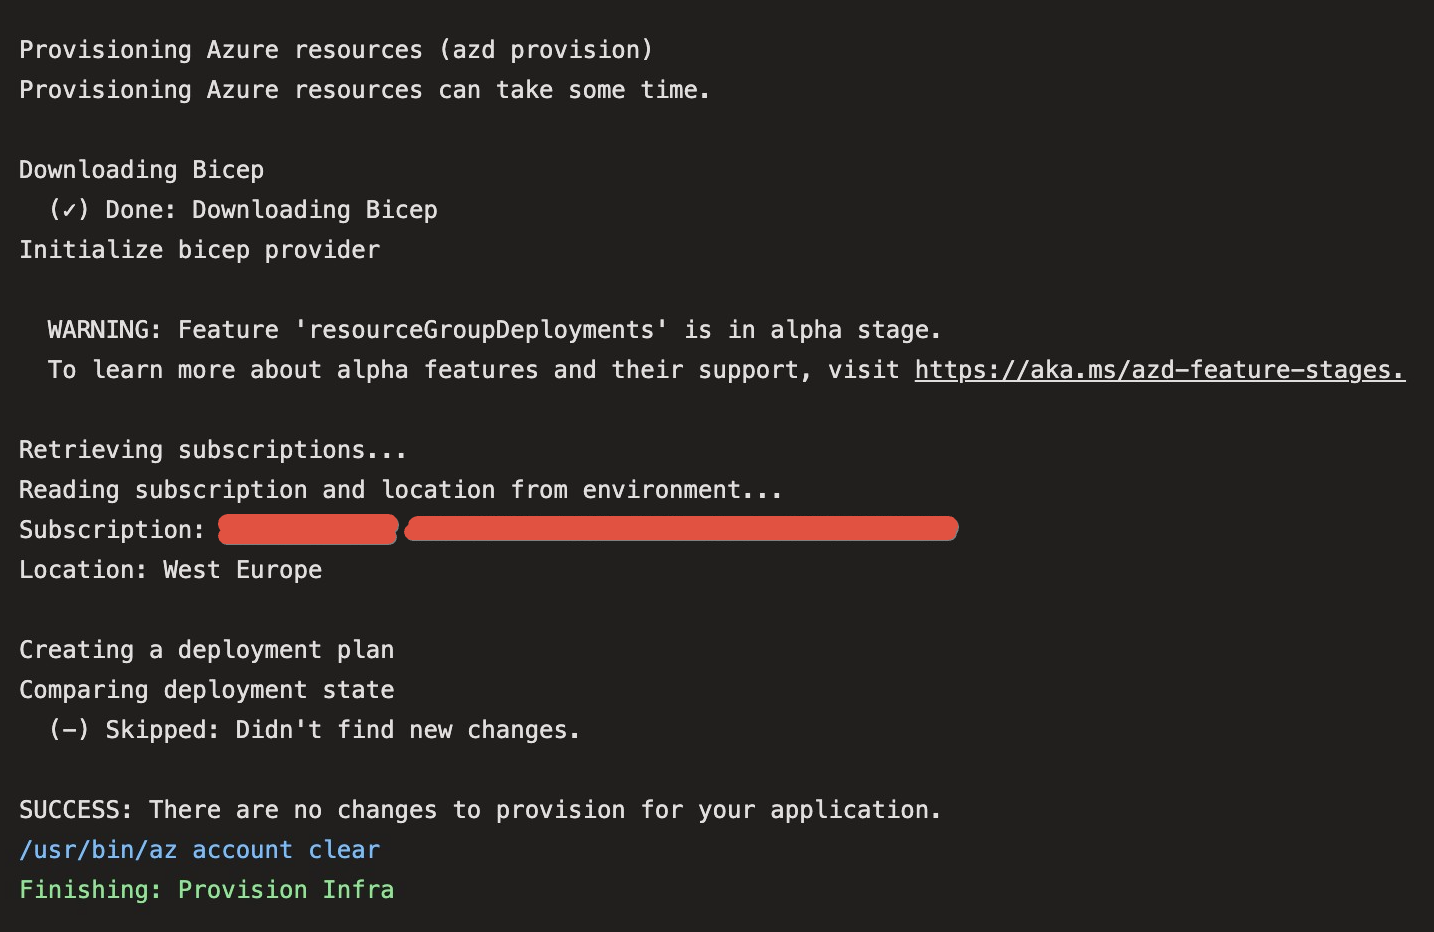 Provisioning Azure resources (azd provision)
Provisioning Azure resources can take some time.
Downloading Bicep
(✓) Done: Downloading Bicep
Initialize bicep provider
WARNING: Feature 'resourceGroupDeployments' is in alpha stage.
To learn more about alpha features and their support, visit https://aka.ms/azd-feature-stages.
Retrieving subscriptions...
Reading subscription and location from environment...
Subscription:
Location: West Europe
Creating a deployment plan
Comparing deployment state
(-) Skipped: Didn't find new changes.
SUCCESS: There are no changes to provision for your application.
/usr/bin/az account clear
Finishing: Provision Infra